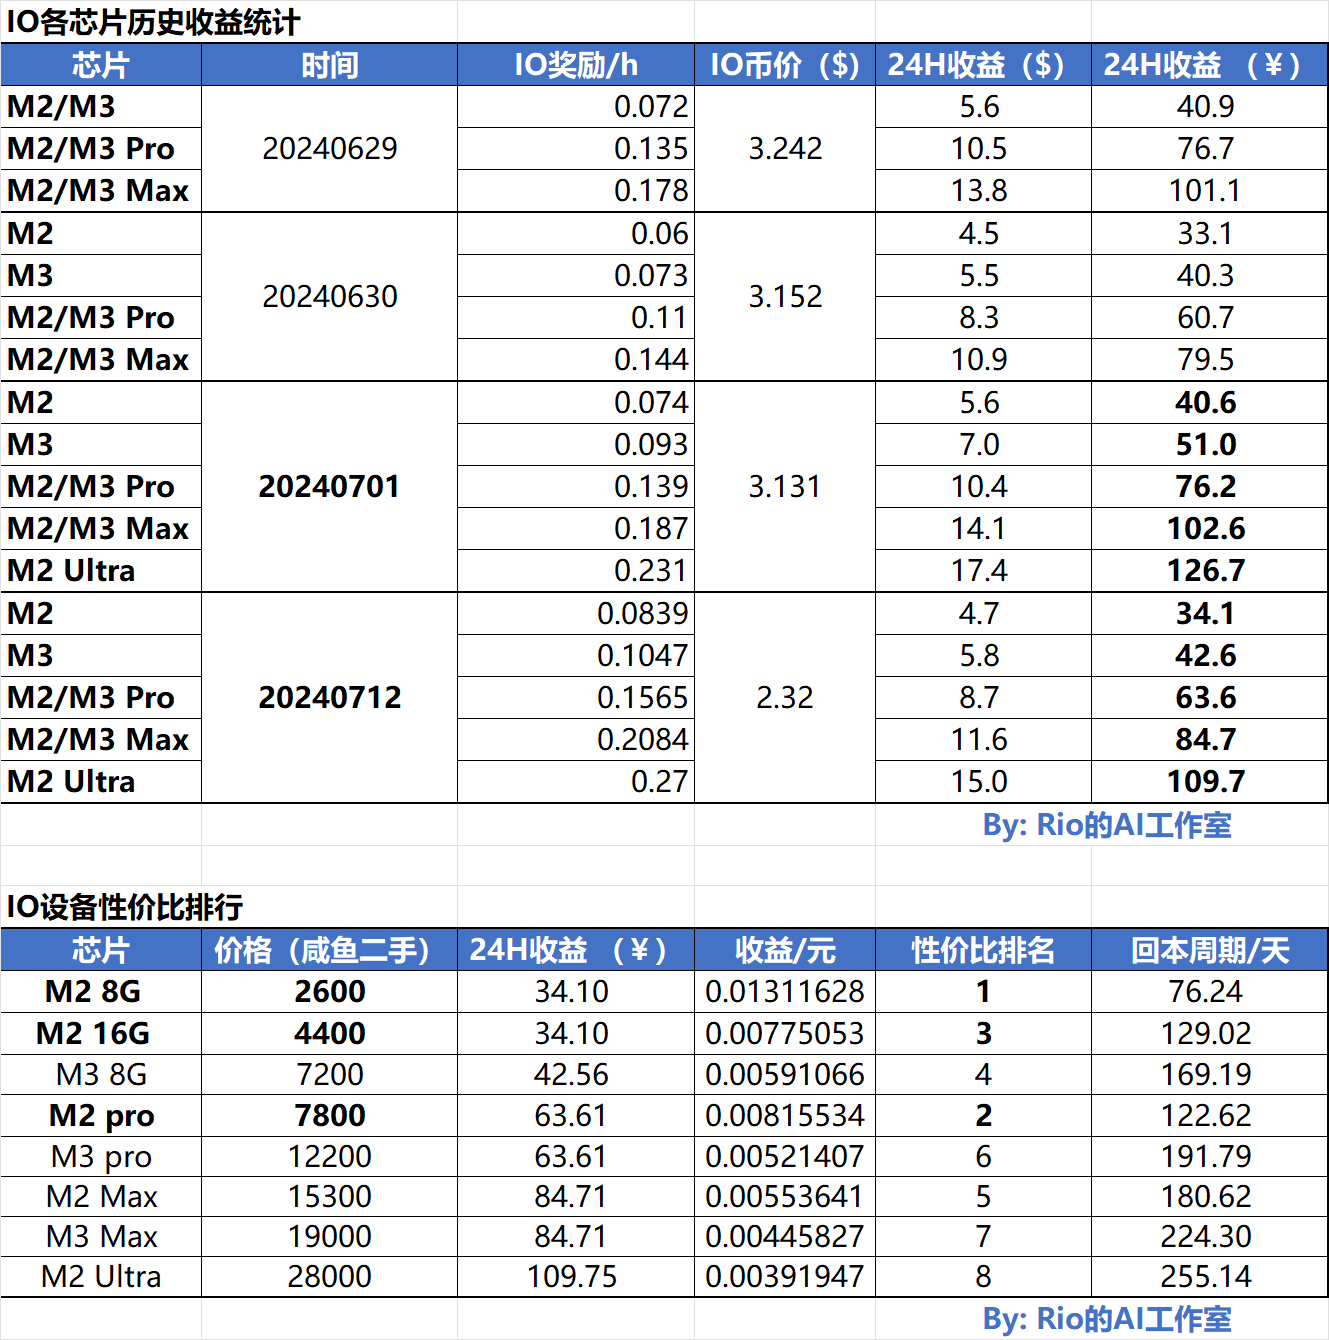 IO各芯片历史收益统计
芯片 时间 IO奖励/h IO币价（$） 24H收益（$） 24H收益 （￥）
M2/M3 20240629 0.072 3.242 5.6 40.9
M2/M3 Pro 0.135 10.5 76.7
M2/M3 Max 0.178 13.8 101.1
M2 20240630 0.06 3.152 4.5 33.1
M3 0.073 5.5 40.3
M2/M3 Pro 0.11 8.3 60.7
M2/M3 Max 0.144 10.9 79.5
M2 20240701 0.074 3.131 5.6 40.6
M3 0.093 7.0 51.0
M2/M3 Pro 0.139 10.4 76.2
M2/M3 Max 0.187 14.1 102.6
M2 Ultra 0.231 17.4 126.7
M2 20240712 0.0839 2.32 4.7 34.1
M3 0.1047 5.8 42.6
M2/M3 Pro 0.1565 8.7 63.6
M2/M3 Max 0.2084 11.6 84.7
M2 Ultra 0.27 15.0 109.7
By: Rio的AI工作室
IO设备性价比排行
芯片 价格（咸鱼二手） 24H收益 （￥） 收益/元 性价比排名 回本周期/天
M2 8G 2600 34.10 0.01311628 1 76.24
M2 16G 4400 34.10 0.00775053 3 129.02
M3 8G 7200 42.56 0.00591066 4 169.19
M2 pro 7800 63.61 0.00815534 2 122.62
M3 pro 12200 63.61 0.00521407 6 191.79
M2 Max 15300 84.71 0.00553641 5 180.62
M3 Max 19000 84.71 0.00445827 7 224.30
M2 Ultra 28000 109.75 0.00391947 8 255.14
By: Rio的AI工作室